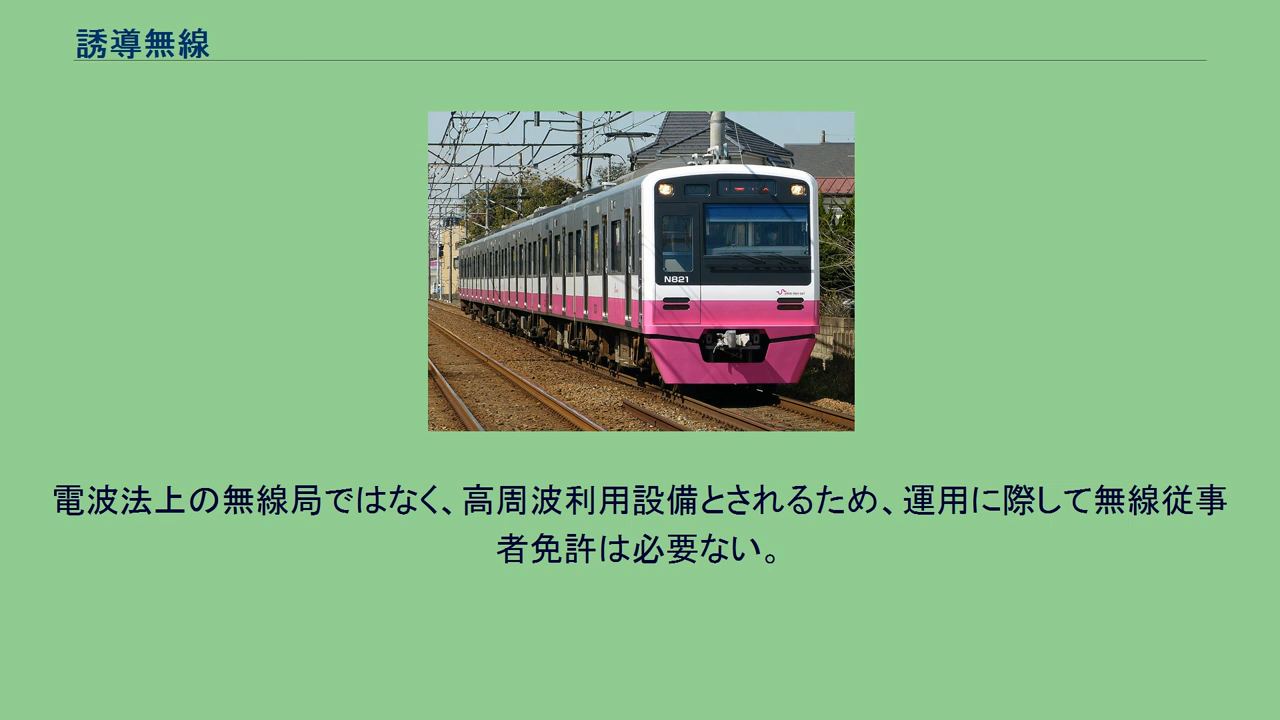 誘導無線
N821
電波法上の無線局ではなく、高周波利用設備とされるため、運用に際して無線従事
者免許は必要ない。